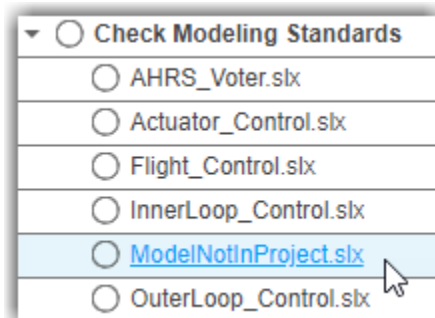 Check Modeling Standards
AHRS_Voter.slx
Actuator_Control.slx
Flight_Control.slx
InnerLoop_Control.slx
ModelNotInProject.slx
OuterLoop_Control.slx